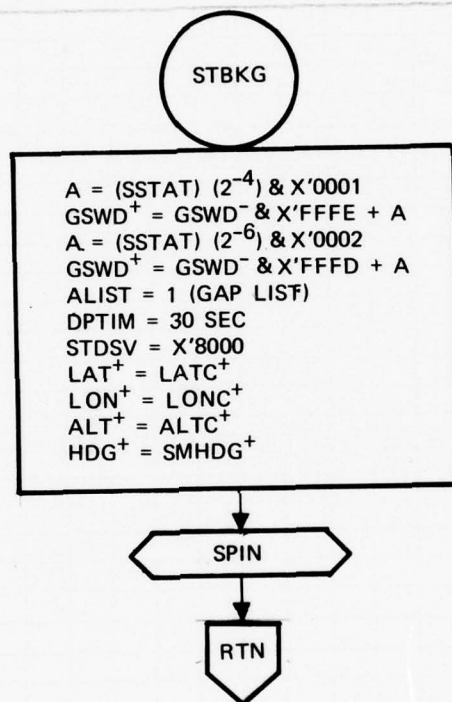 STBKG
A = (SSTAT) (2⁻⁴) & X'0001
GSWD⁺ = GSWD⁻ & X'FFFE + A
A = (SSTAT) (2⁻⁶) & X'0002
GSWD⁺ = GSWD⁻ & X'FFFD + A
ALIST = 1 (GAP LIST)
DPTIM = 30 SEC
STDSV = X'8000
LAT⁺ = LATC⁺
LON⁺ = LONC⁺
ALT⁺ = ALTC⁺
HDG⁺ = SMHDG⁺
SPIN
RTN